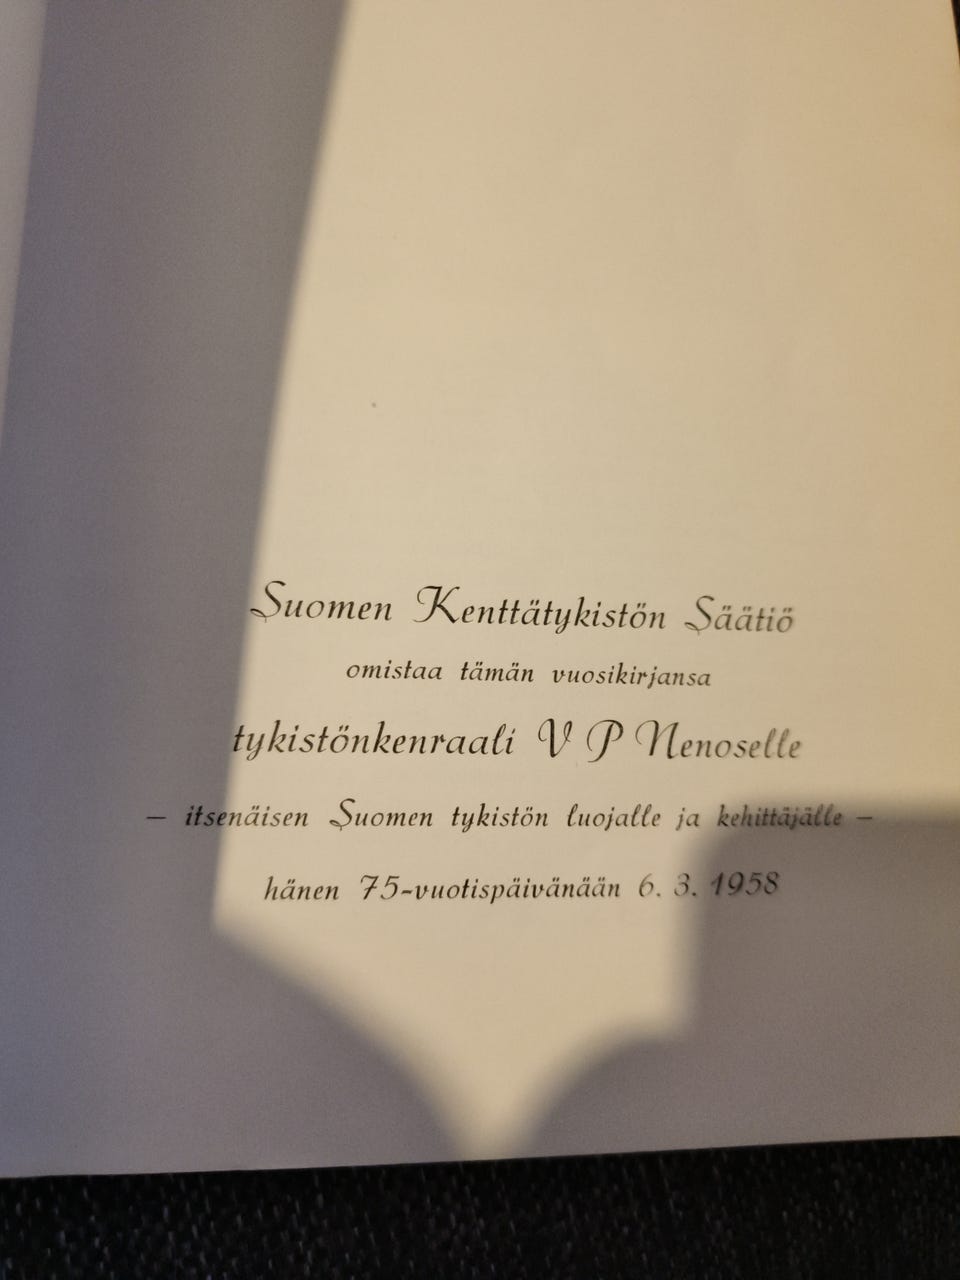 Suomen Kenttätykistön Säätiö
omistaa tämän vuosikirjansa
tykistönkenraali V P Nenoselle
– itsenäisen Suomen tykistön luojalle ja kehittäjälle –
hänen 75-vuotispäivänään 6. 3. 1958